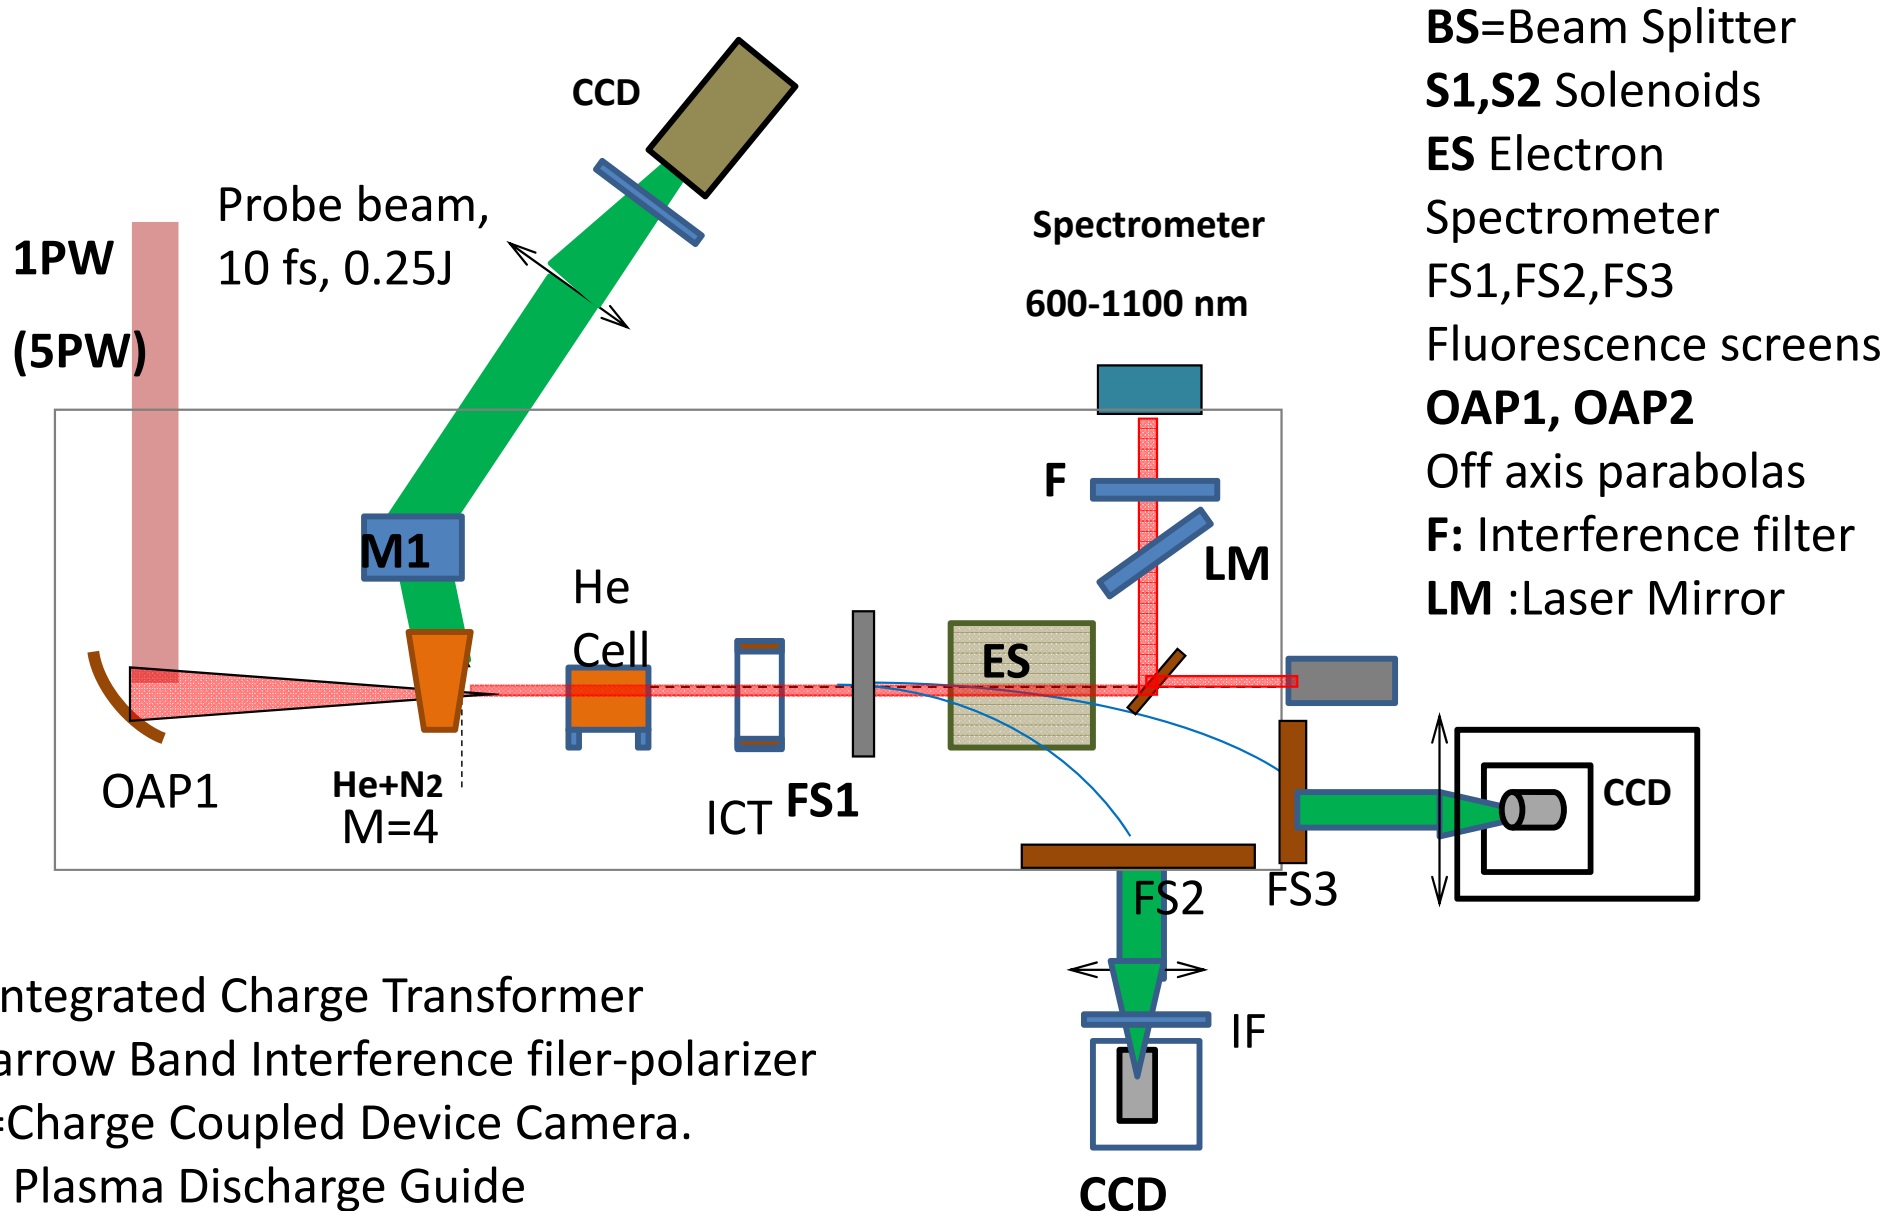 BS=Beam Splitter
S1,S2 Solenoids
ES Electron
Spectrometer
FS1,FS2,FS3
Fluorescence screens
OAP1, OAP2
Off axis parabolas
F: Interference filter
LM :Laser Mirror
CCD
Probe beam,
10 fs, 0.25J
1PW
(5PW)
Spectrometer
600-1100 nm
F
LM
M1
He
Cell
ES
OAP1
He+N2
M=4
ICT
FS1
CCD
FS2
FS3
IF
CCD
ntegrated Charge Transformer
arrow Band Interference filer-polarizer
=Charge Coupled Device Camera.
Plasma Discharge Guide